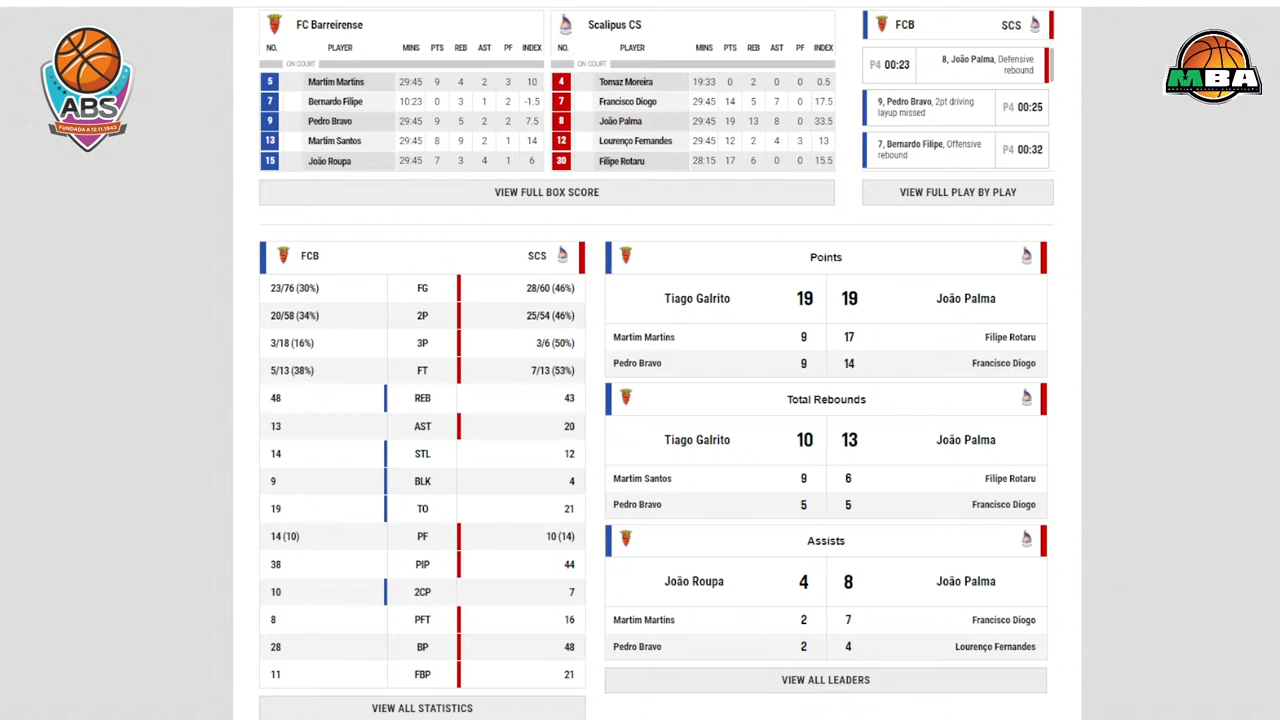 ABS
FUNDADA A 12.11.1943
MBA
FC Barreirense
NO. PLAYER MINS PTS REB AST PF INDEX
ON COURT
5 Martim Martins 29:45 9 4 2 3 10
7 Bernardo Filipe 10:23 0 3 1 -1.5
9 Pedro Bravo 29:45 9 5 2 2 7.5
13 Martim Santos 29:45 8 9 2 1 14
15 João Roupa 29:45 7 3 4 1 6
Scalipus CS
NO. PLAYER MINS PTS REB AST PF INDEX
ON COURT
4 Tomaz Moreira 19:33 0 2 0 0 0.5
7 Francisco Diogo 29:45 14 5 7 0 17.5
8 João Palma 29:45 19 13 8 0 33.5
12 Lourenço Fernandes 29:45 12 2 4 3 13
30 Filipe Rotaru 28:15 17 6 0 0 15.5
VIEW FULL BOX SCORE
FCB SCS
P4 00:23 8, João Palma, Defensive
rebound
9, Pedro Bravo, 2pt driving
layup missed P4 00:25
7, Bernardo Filipe, Offensive
rebound P4 00:32
VIEW FULL PLAY BY PLAY
FCB SCS
23/76 (30%) FG 28/60 (46%)
20/58 (34%) 2P 25/54 (46%)
3/18 (16%) 3P 3/6 (50%)
5/13 (38%) FT 7/13 (53%)
48 REB 43
13 AST 20
14 STL 12
9 BLK 4
19 TO 21
14 (10) PF 10 (14)
38 PIP 44
10 2CP 7
8 PFT 16
28 BP 48
11 FBP 21
VIEW ALL STATISTICS
Points
Tiago Galrito 19 19 João Palma
Martim Martins 9 17 Filipe Rotaru
Pedro Bravo 9 14 Francisco Diogo
Total Rebounds
Tiago Galrito 10 13 João Palma
Martim Santos 9 6 Filipe Rotaru
Pedro Bravo 5 5 Francisco Diogo
Assists
João Roupa 4 8 João Palma
Martim Martins 2 7 Francisco Diogo
Pedro Bravo 2 4 Lourenço Fernandes
VIEW ALL LEADERS